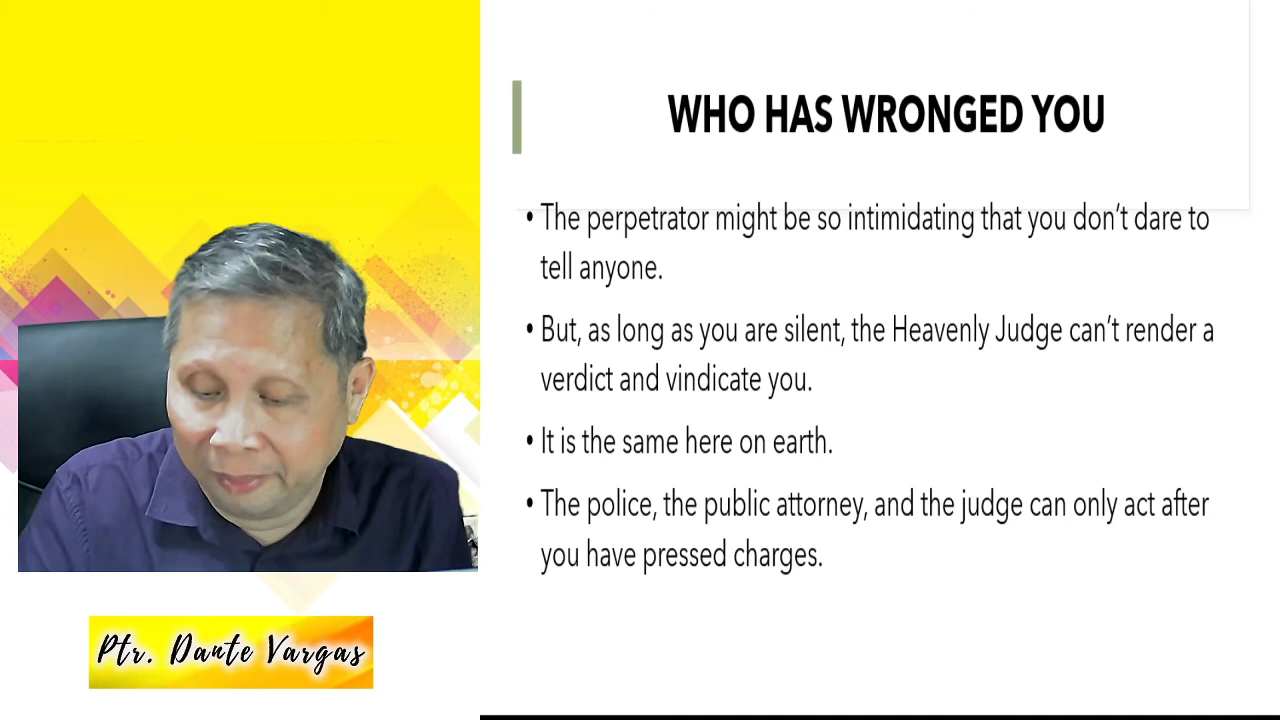 WHO HAS WRONGED YOU
• The perpetrator might be so intimidating that you don't dare to
tell anyone.
• But, as long as you are silent, the Heavenly Judge can't render a
verdict and vindicate you.
• It is the same here on earth.
• The police, the public attorney, and the judge can only act after
you have pressed charges.
Ptr. Dante Vargas